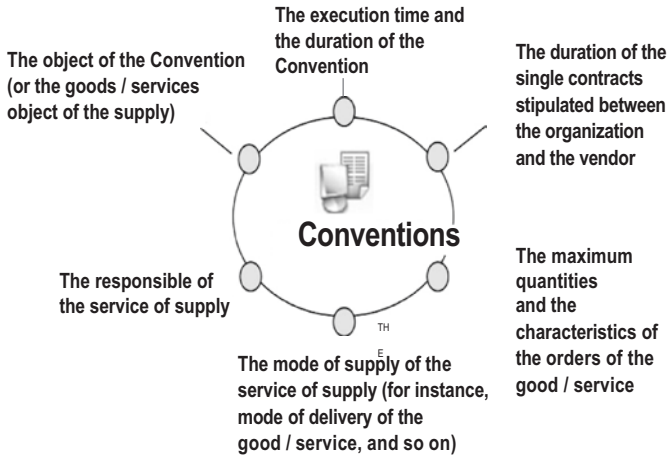 The execution time and
the duration of the
Convention
The object of the Convention
(or the goods / services
object of the supply)
The duration of the
single contracts
stipulated between
the organization
and the vendor
Conventions
The responsible of
the service of supply
The maximum
quantities
and the
characteristics of
the orders of the
good / service
TH
E
The mode of supply of the
service of supply (for instance,
mode of delivery of the
good / service, and so on)